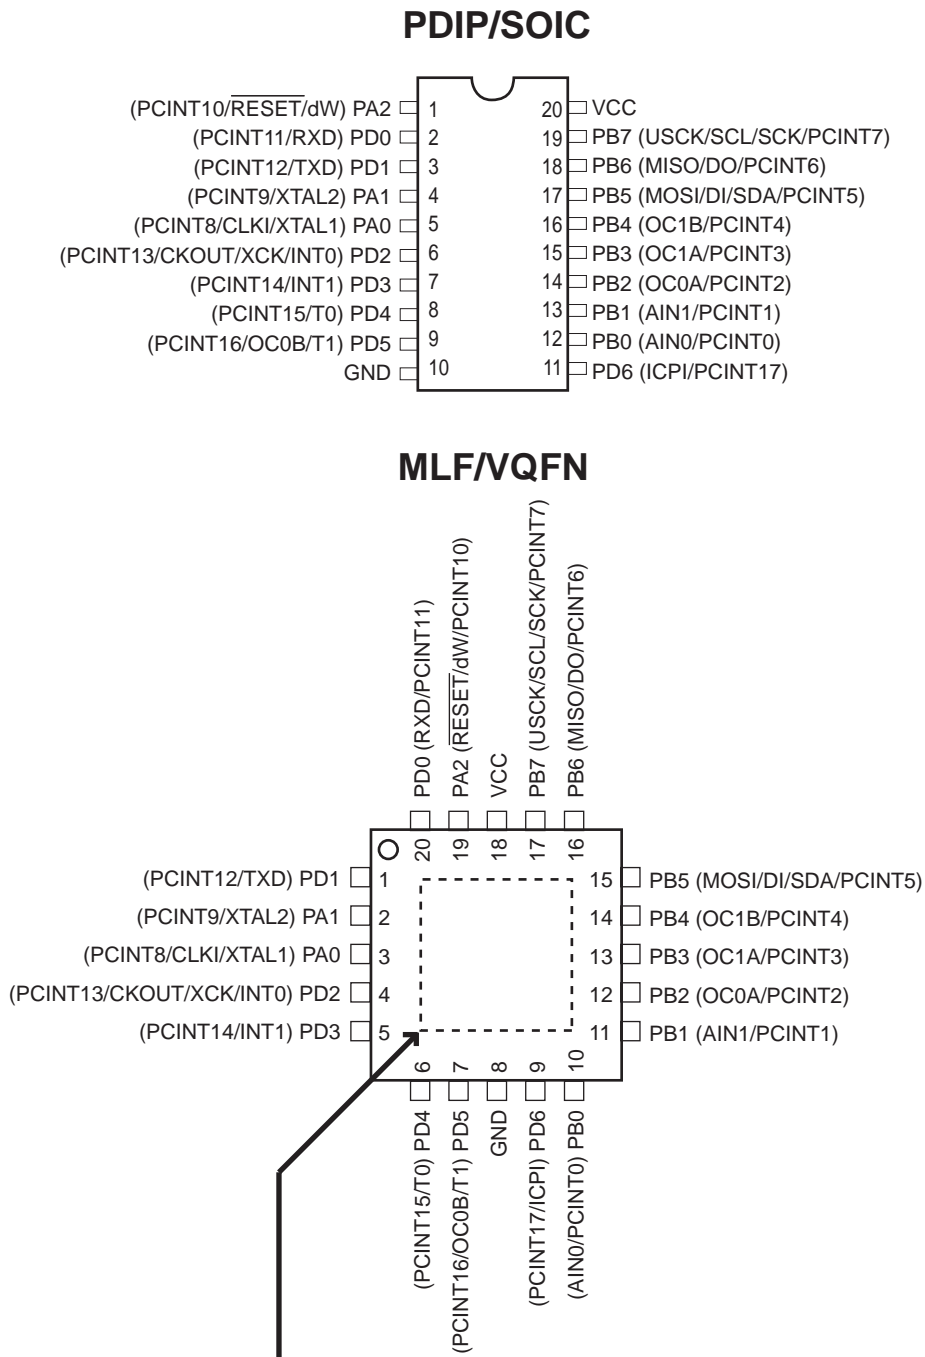 PDIP/SOIC
(PCINT10/RESET/dW) PA2 1 20 VCC
(PCINT11/RXD) PD0 2 19 PB7 (USCK/SCL/SCK/PCINT7)
(PCINT12/TXD) PD1 3 18 PB6 (MISO/DO/PCINT6)
(PCINT9/XTAL2) PA1 4 17 PB5 (MOSI/DI/SDA/PCINT5)
(PCINT8/CLKI/XTAL1) PA0 5 16 PB4 (OC1B/PCINT4)
(PCINT13/CKOUT/XCK/INT0) PD2 6 15 PB3 (OC1A/PCINT3)
(PCINT14/INT1) PD3 7 14 PB2 (OC0A/PCINT2)
(PCINT15/T0) PD4 8 13 PB1 (AIN1/PCINT1)
(PCINT16/OC0B/T1) PD5 9 12 PB0 (AIN0/PCINT0)
GND 10 11 PD6 (ICPI/PCINT17)
MLF/VQFN
PD0 (RXD/PCINT11)
PA2 (RESET/dW/PCINT10)
VCC
PB7 (USCK/SCL/SCK/PCINT7)
PB6 (MISO/DO/PCINT6)
20 19 18 17 16
(PCINT12/TXD) PD1 1 15 PB5 (MOSI/DI/SDA/PCINT5)
(PCINT9/XTAL2) PA1 2 14 PB4 (OC1B/PCINT4)
(PCINT8/CLKI/XTAL1) PA0 3 13 PB3 (OC1A/PCINT3)
(PCINT13/CKOUT/XCK/INT0) PD2 4 12 PB2 (OC0A/PCINT2)
(PCINT14/INT1) PD3 5 11 PB1 (AIN1/PCINT1)
6 7 8 9 10
(PCINT15/T0) PD4
(PCINT16/OC0B/T1) PD5
GND
(PCINT17/ICPI) PD6
(AIN0/PCINT0) PB0